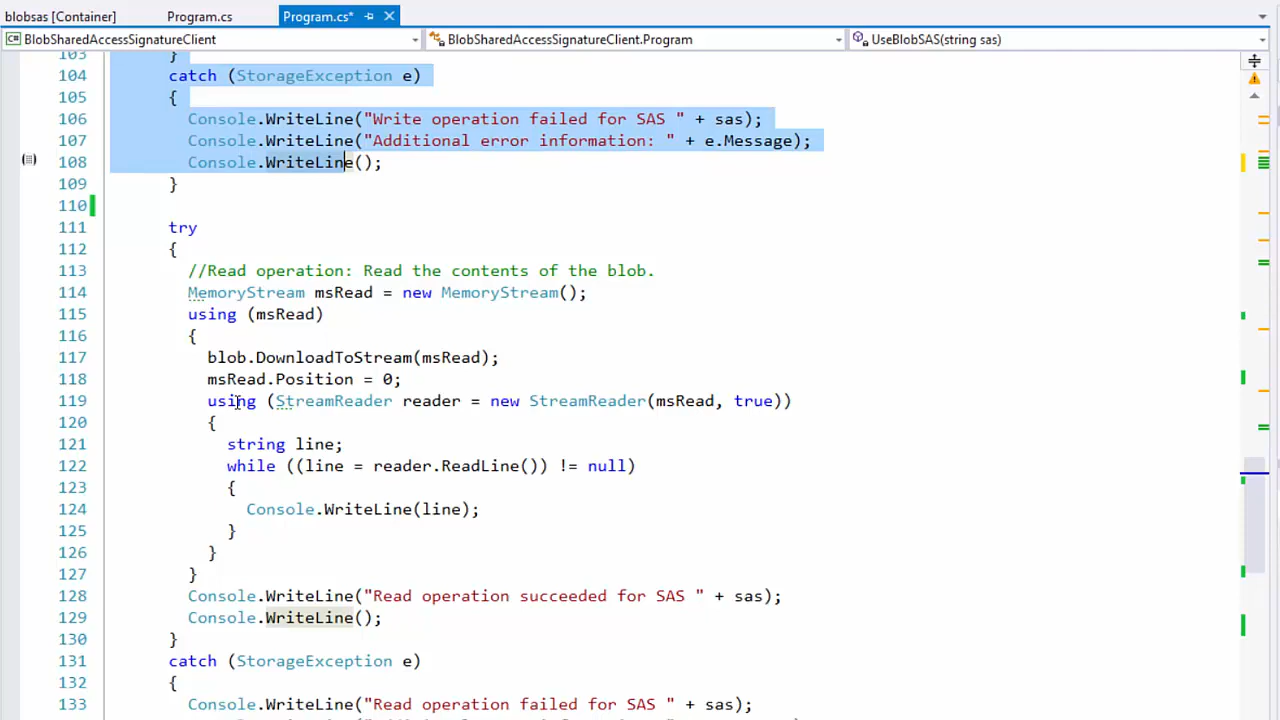 blobsas [Container] Program.cs Program.cs*
BlobSharedAccessSignatureClient BlobSharedAccessSignatureClient.Program UseBlobSAS(string sas)
103 }
104 catch (StorageException e)
105 {
106 Console.WriteLine("Write operation failed for SAS " + sas);
107 Console.WriteLine("Additional error information: " + e.Message);
108 Console.WriteLine();
109 }
110
111 try
112 {
113 //Read operation: Read the contents of the blob.
114 MemoryStream msRead = new MemoryStream();
115 using (msRead)
116 {
117 blob.DownloadToStream(msRead);
118 msRead.Position = 0;
119 using (StreamReader reader = new StreamReader(msRead, true))
120 {
121 string line;
122 while ((line = reader.ReadLine()) != null)
123 {
124 Console.WriteLine(line);
125 }
126 }
127 }
128 Console.WriteLine("Read operation succeeded for SAS " + sas);
129 Console.WriteLine();
130 }
131 catch (StorageException e)
132 {
133 Console.WriteLine("Read operation failed for SAS " + sas);